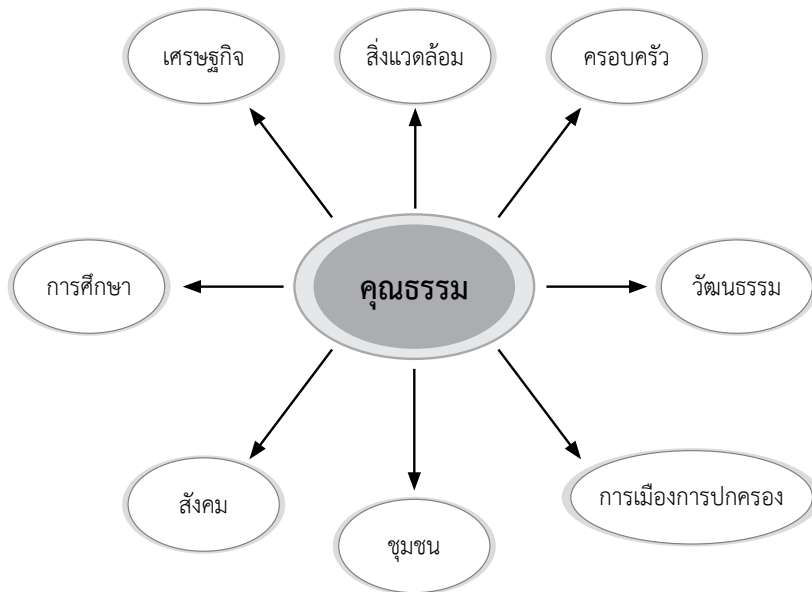 เศรษฐกิจ
สิ่งแวดล้อม
ครอบครัว
การศึกษา
คุณธรรม
วัฒนธรรม
สังคม
ชุมชน
การเมืองการปกครอง